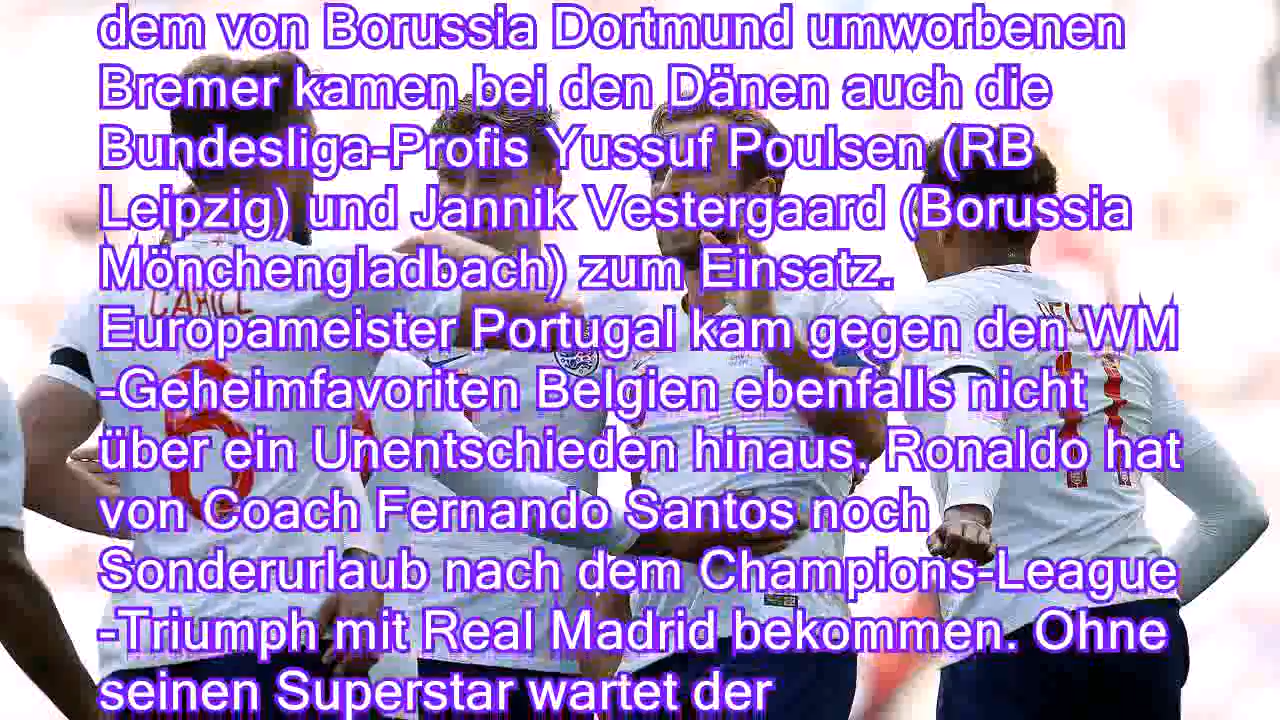 dem von Borussia Dortmund umworbenen
Bremer kamen bei den Dänen auch die
Bundesliga-Profis Yussuf Poulsen (RB
Leipzig) und Jannik Vestergaard (Borussia
Mönchengladbach) zum Einsatz.
CAHILL
Europameister Portugal kam gegen den WM
-Geheimfavoriten Belgien ebenfalls nicht
über ein Unentschieden hinaus. Ronaldo hat
11
von Coach Fernando Santos noch
Sonderurlaub nach dem Champions-League
-Triumph mit Real Madrid bekommen. Ohne
seinen Superstar wartet der